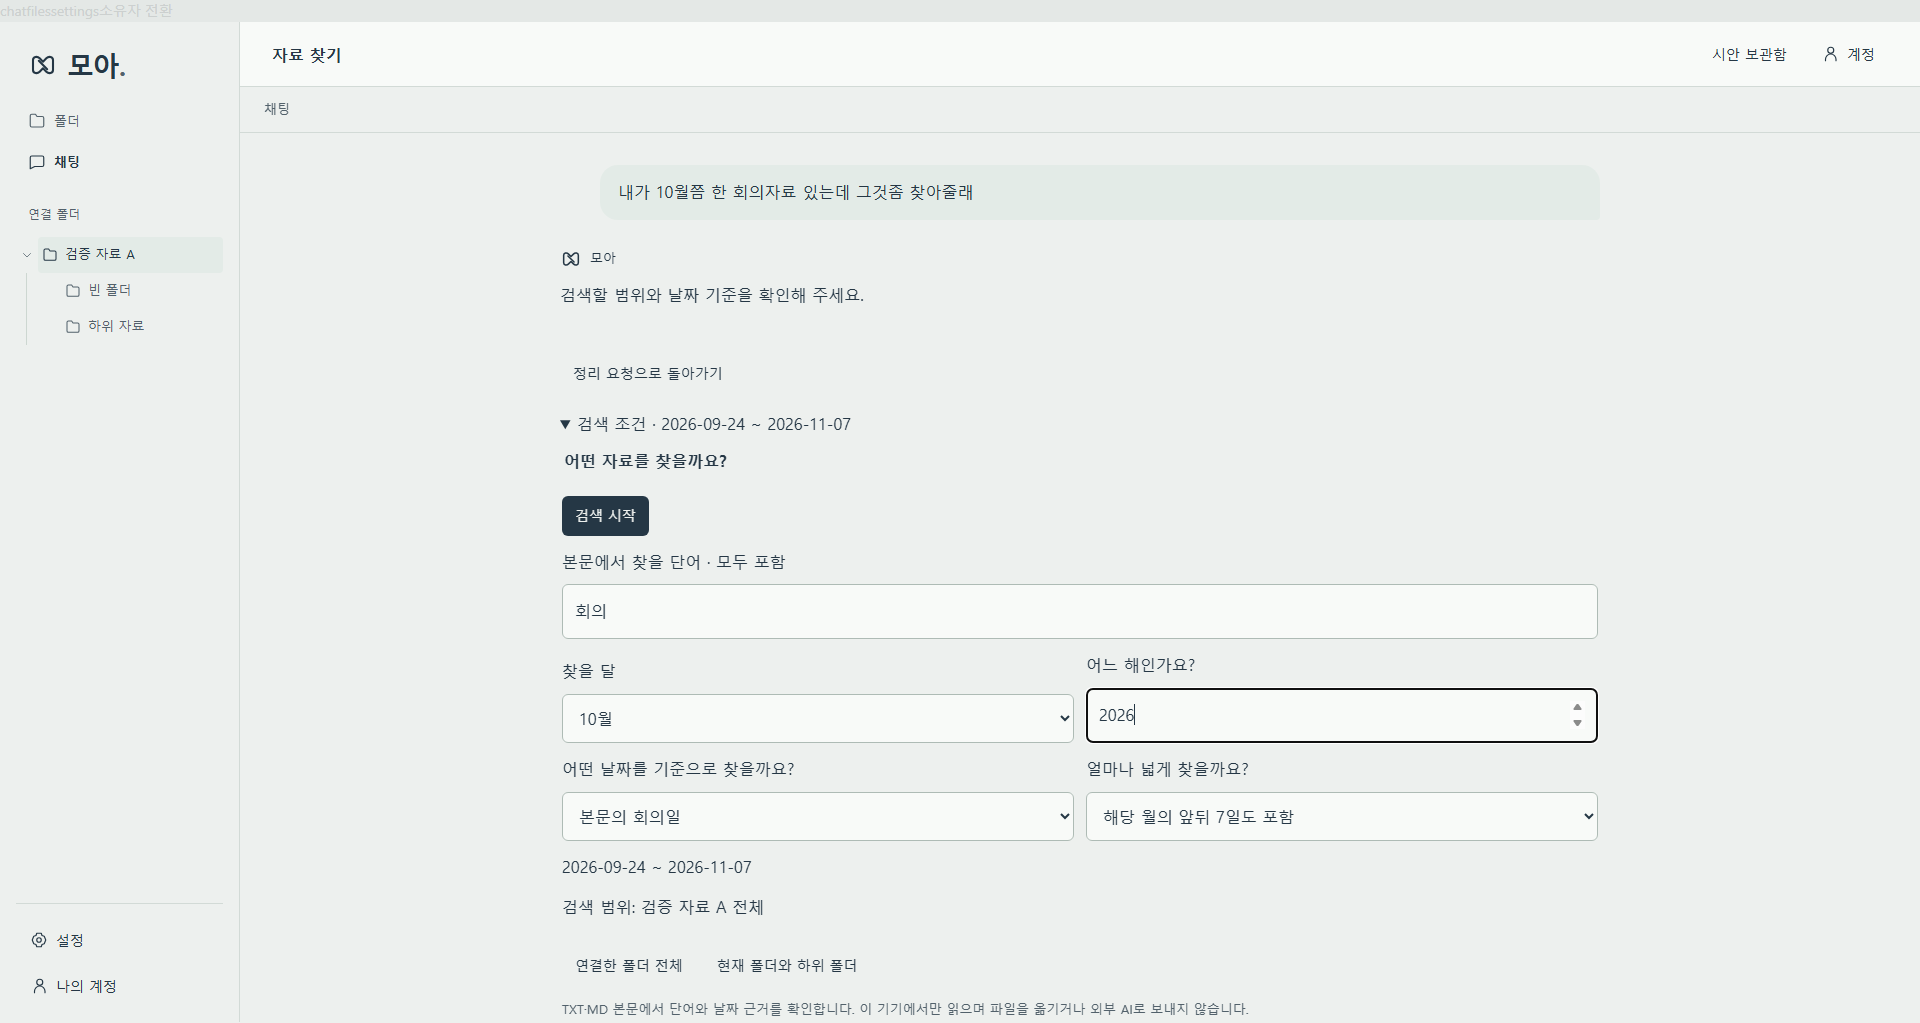 chatfilessettings소유자 전환
모아.
자료 찾기
시안 보관함
계정
폴더
채팅
채팅
연결 폴더
검증 자료 A
빈 폴더
하위 자료
내가 10월쯤 한 회의자료 있는데 그것좀 찾아줄래
모아
검색할 범위와 날짜 기준을 확인해 주세요.
정리 요청으로 돌아가기
▼ 검색 조건 · 2026-09-24 ~ 2026-11-07
어떤 자료를 찾을까요?
검색 시작
본문에서 찾을 단어 · 모두 포함
회의
찾을 달
어느 해인가요?
10월
2026
어떤 날짜를 기준으로 찾을까요?
얼마나 넓게 찾을까요?
본문의 회의일
해당 월의 앞뒤 7일도 포함
2026-09-24 ~ 2026-11-07
검색 범위: 검증 자료 A 전체
연결한 폴더 전체
현재 폴더와 하위 폴더
TXT·MD 본문에서 단어와 날짜 근거를 확인합니다. 이 기기에서만 읽으며 파일을 옮기거나 외부 AI로 보내지 않습니다.
설정
나의 계정